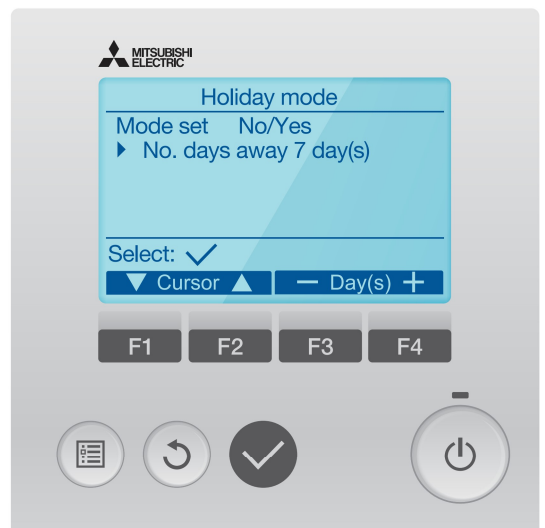 MITSUBISHI
ELECTRIC
Holiday mode
Mode set No/Yes
No. days away 7 day(s)
Select:
Cursor
Day(s)
F1 F2 F3 F4